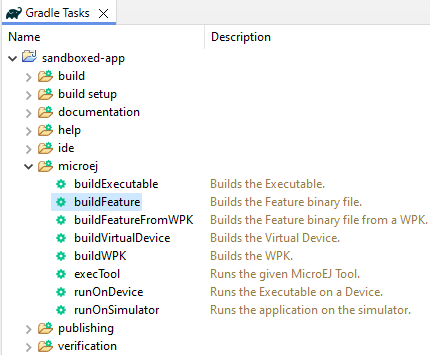 Gradle Tasks
Name Description
sandboxed-app
build
build setup
documentation
help
ide
microej
buildExecutable Builds the Executable.
buildFeature Builds the Feature binary file.
buildFeatureFromWPK Builds the Feature binary file from a WPK.
buildVirtualDevice Builds the Virtual Device.
buildWPK Builds the WPK.
execTool Runs the given MicroEJ Tool.
runOnDevice Runs the Executable on a Device.
runOnSimulator Runs the application on the simulator.
publishing
verification